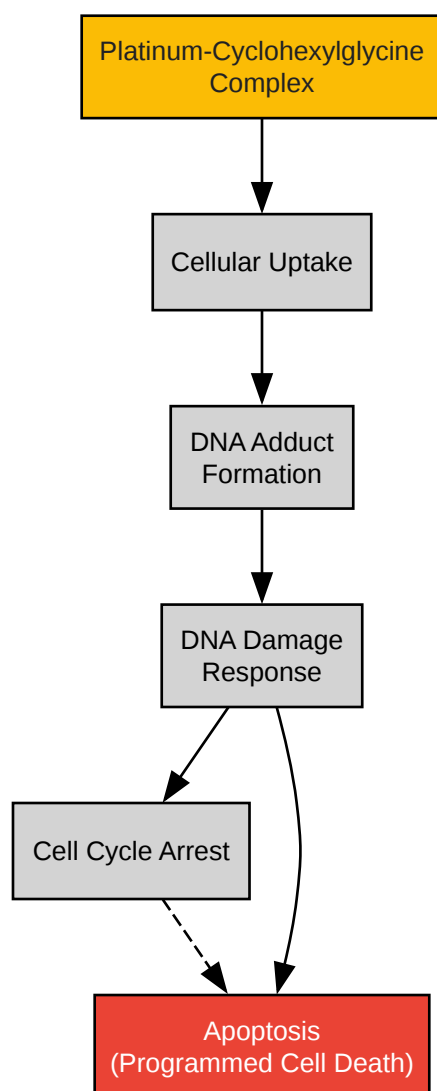 Platinum-Cyclohexylglycine
Complex
Cellular Uptake
DNA Adduct
Formation
DNA Damage
Response
Cell Cycle Arrest
Apoptosis
(Programmed Cell Death)